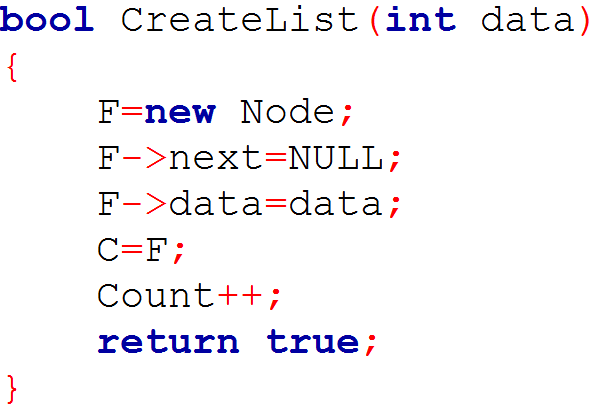 bool CreateList(int data)
{
F=new Node;
F->next=NULL;
F->data=data;
C=F;
Count++;
return true;
}